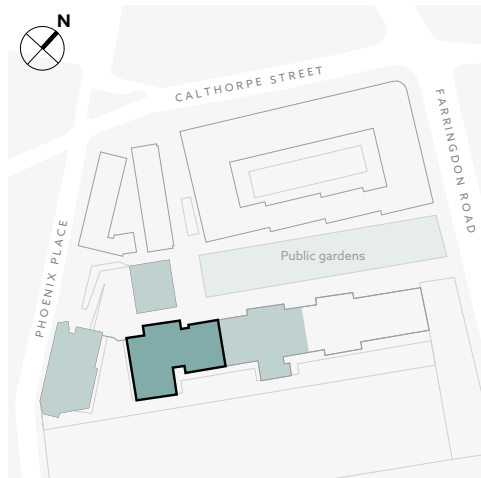 N
CALTHORPE STREET
FARRINGDON ROAD
PHOENIX PLACE
Public gardens